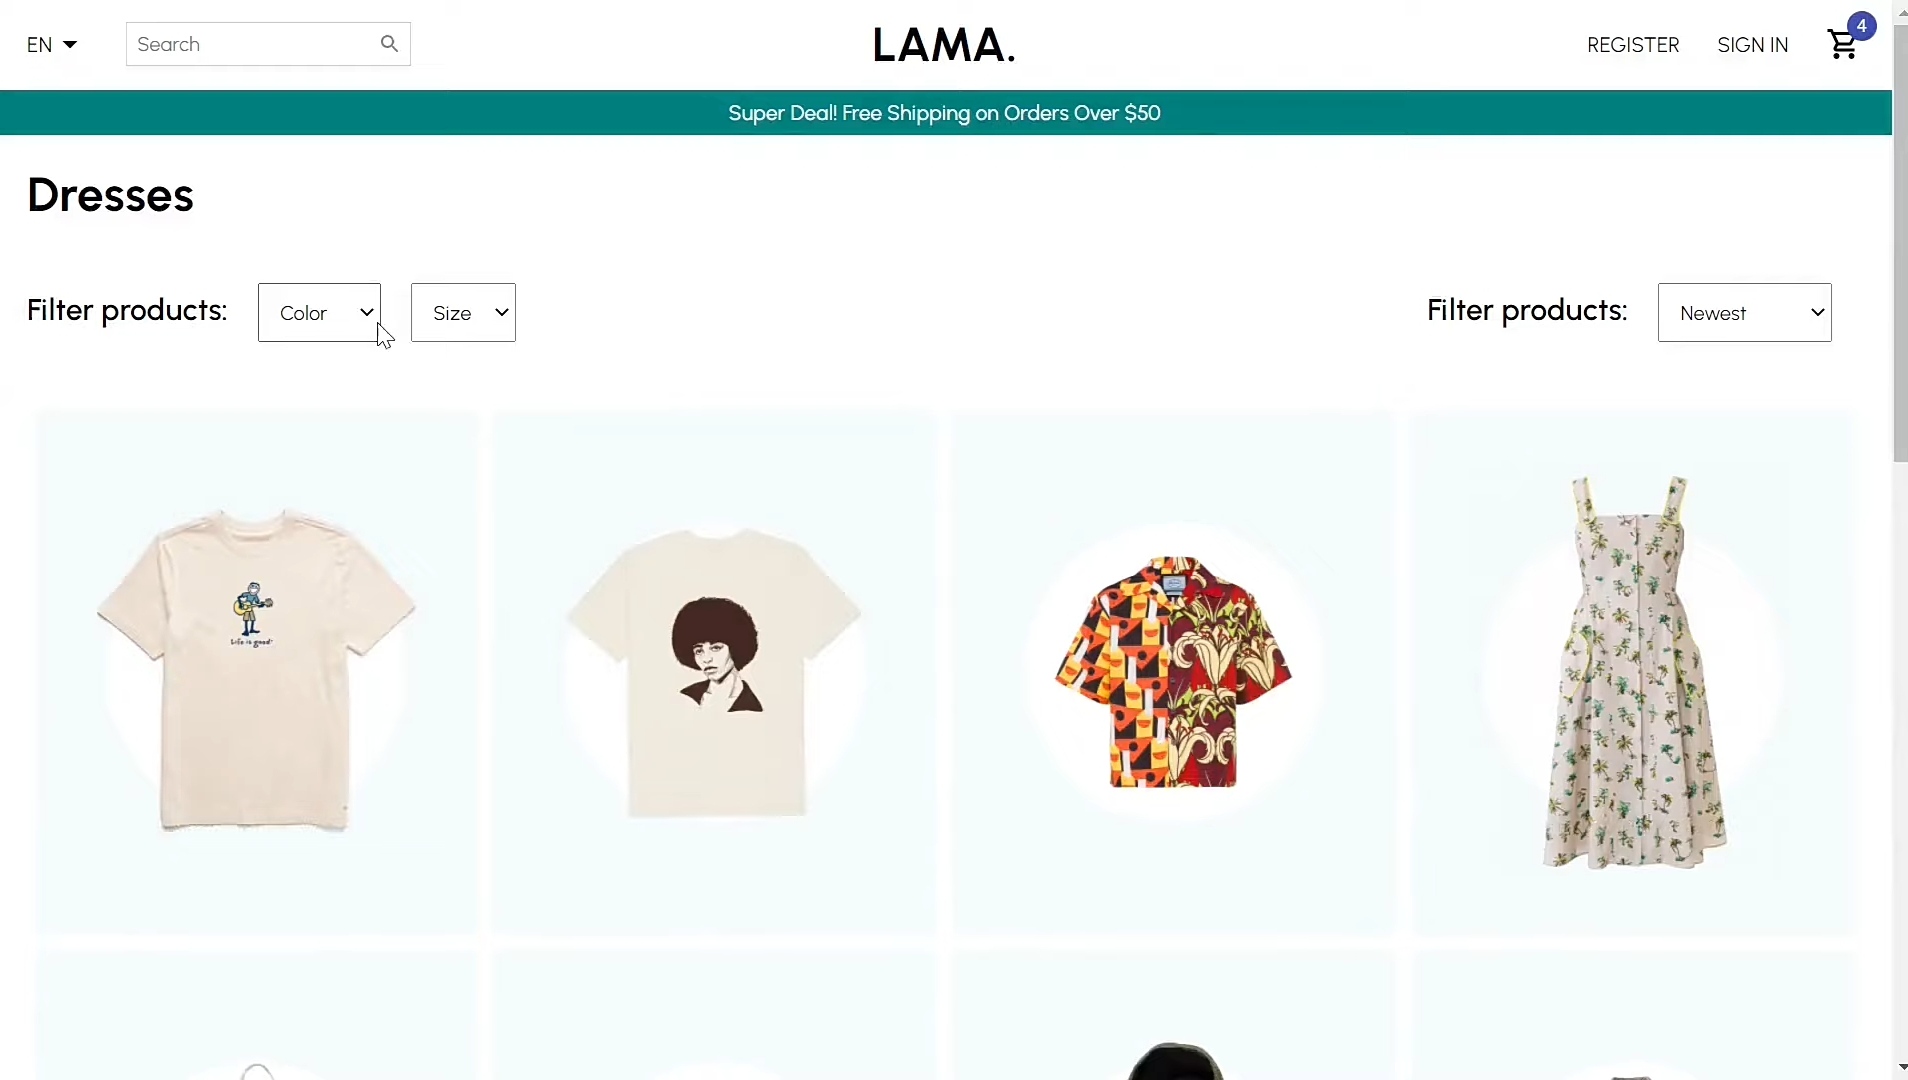 EN
Search
LAMA.
REGISTER
SIGN IN
4
Super Deal! Free Shipping on Orders Over $50
Dresses
Filter products:
Color
Size
Filter products:
Newest
Life is good